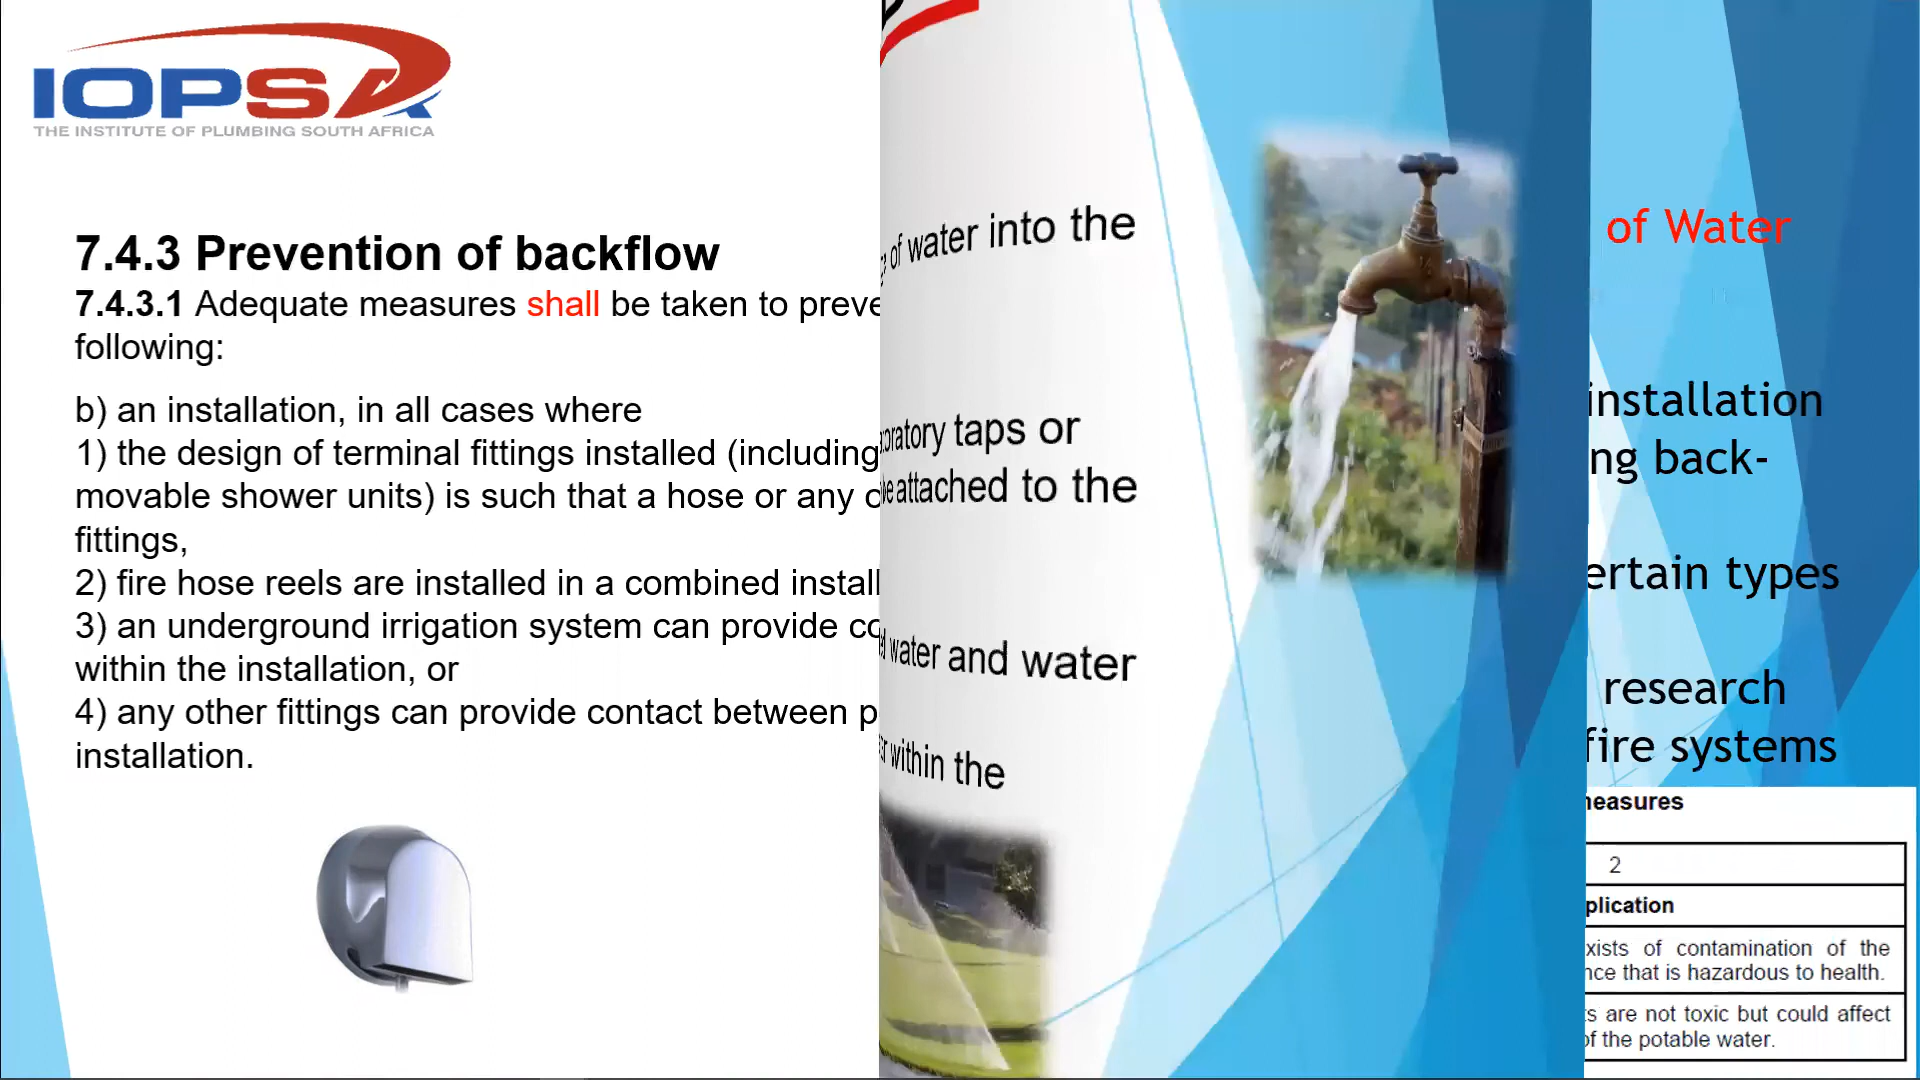 IOPSA
THE INSTITUTE OF PLUMBING SOUTH AFRICA
7.4.3 Prevention of backflow
7.4.3.1 Adequate measures shall be taken to preve
following:
b) an installation, in all cases where
1) the design of terminal fittings installed (including
movable shower units) is such that a hose or any
fittings,
2) fire hose reels are installed in a combined install
3) an underground irrigation system can provide
within the installation, or
4) any other fittings can provide contact between p
installation.
of water into the
oratory taps or
be attached to the
water and water
within the
of Water
installation
ng back-
ertain types
research
fire systems
measures
2
plication
xists of contamination of the
nce that is hazardous to health.
s are not toxic but could affect
of the potable water.